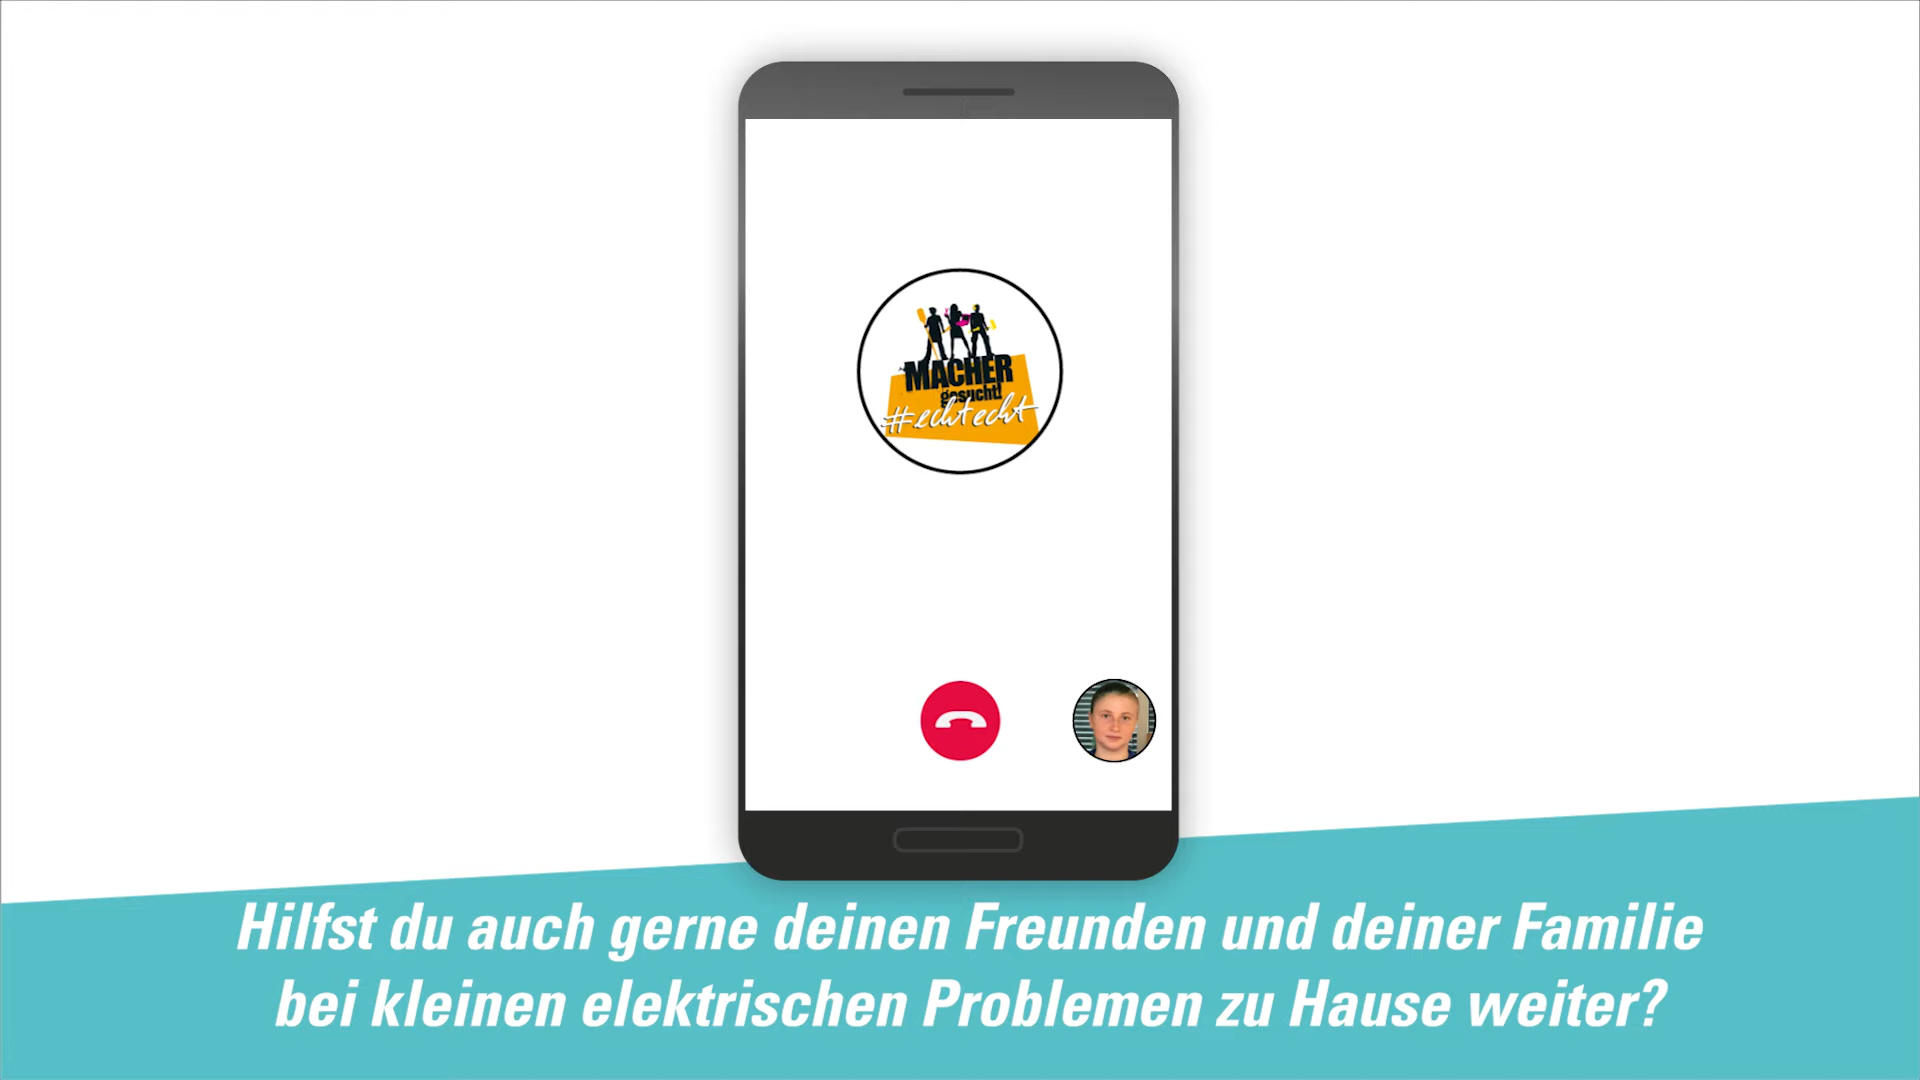 MACHER
gesucht!
#echtecht
Hilfst du auch gerne deinen Freunden und deiner Familie
bei kleinen elektrischen Problemen zu Hause weiter?